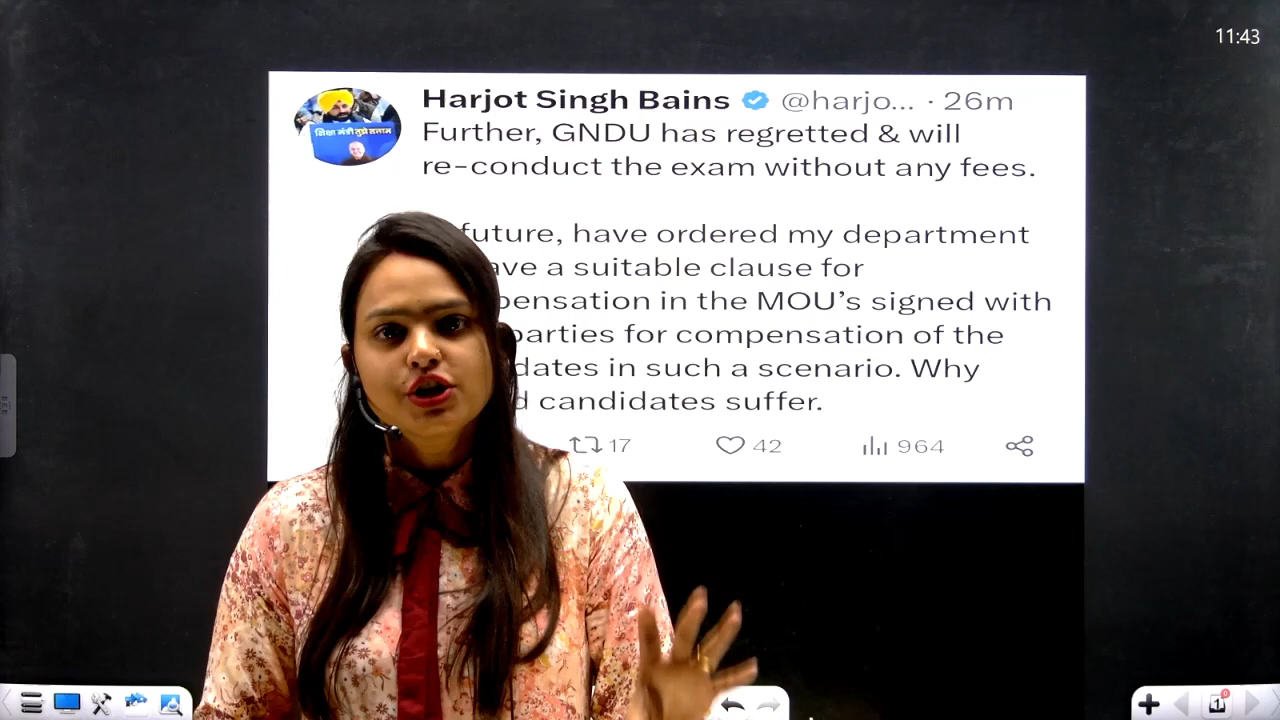 11:43
Harjot Singh Bains @harjo... · 26m
शिक्षा मंत्री तुझे सलाम
Further, GNDU has regretted & will
re-conduct the exam without any fees.
future, have ordered my department
ave a suitable clause for
pensation in the MOU’s signed with
parties for compensation of the
dates in such a scenario. Why
d candidates suffer.
17 42 964
1